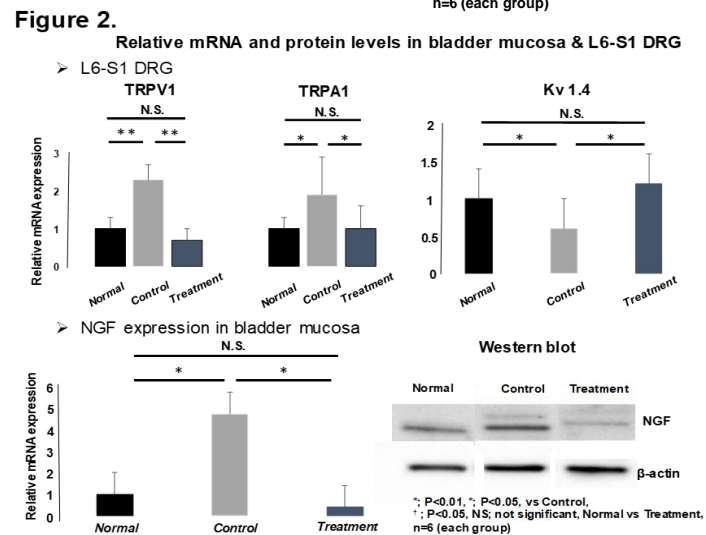 n=6 (each group)
Figure 2.
Relative mRNA and protein levels in bladder mucosa & L6-S1 DRG
➢ L6-S1 DRG
TRPV1
TRPA1
Kv 1.4
N.S.
N.S.
N.S.
** **
* *
* *
Relative mRNA expression
3
2
1
0
2
1.5
1
0.5
0
Normal Control Treatment
Normal Control Treatment
Normal Control Treatment
➢ NGF expression in bladder mucosa
N.S.
* *
Relative mRNA expression
6
5
4
3
2
1
0
Normal Control Treatment
Western blot
Normal Control Treatment
NGF
β-actin
*; P<0.01, *; P<0.05, vs Control,
†; P<0.05, NS; not significant, Normal vs Treatment,
n=6 (each group)